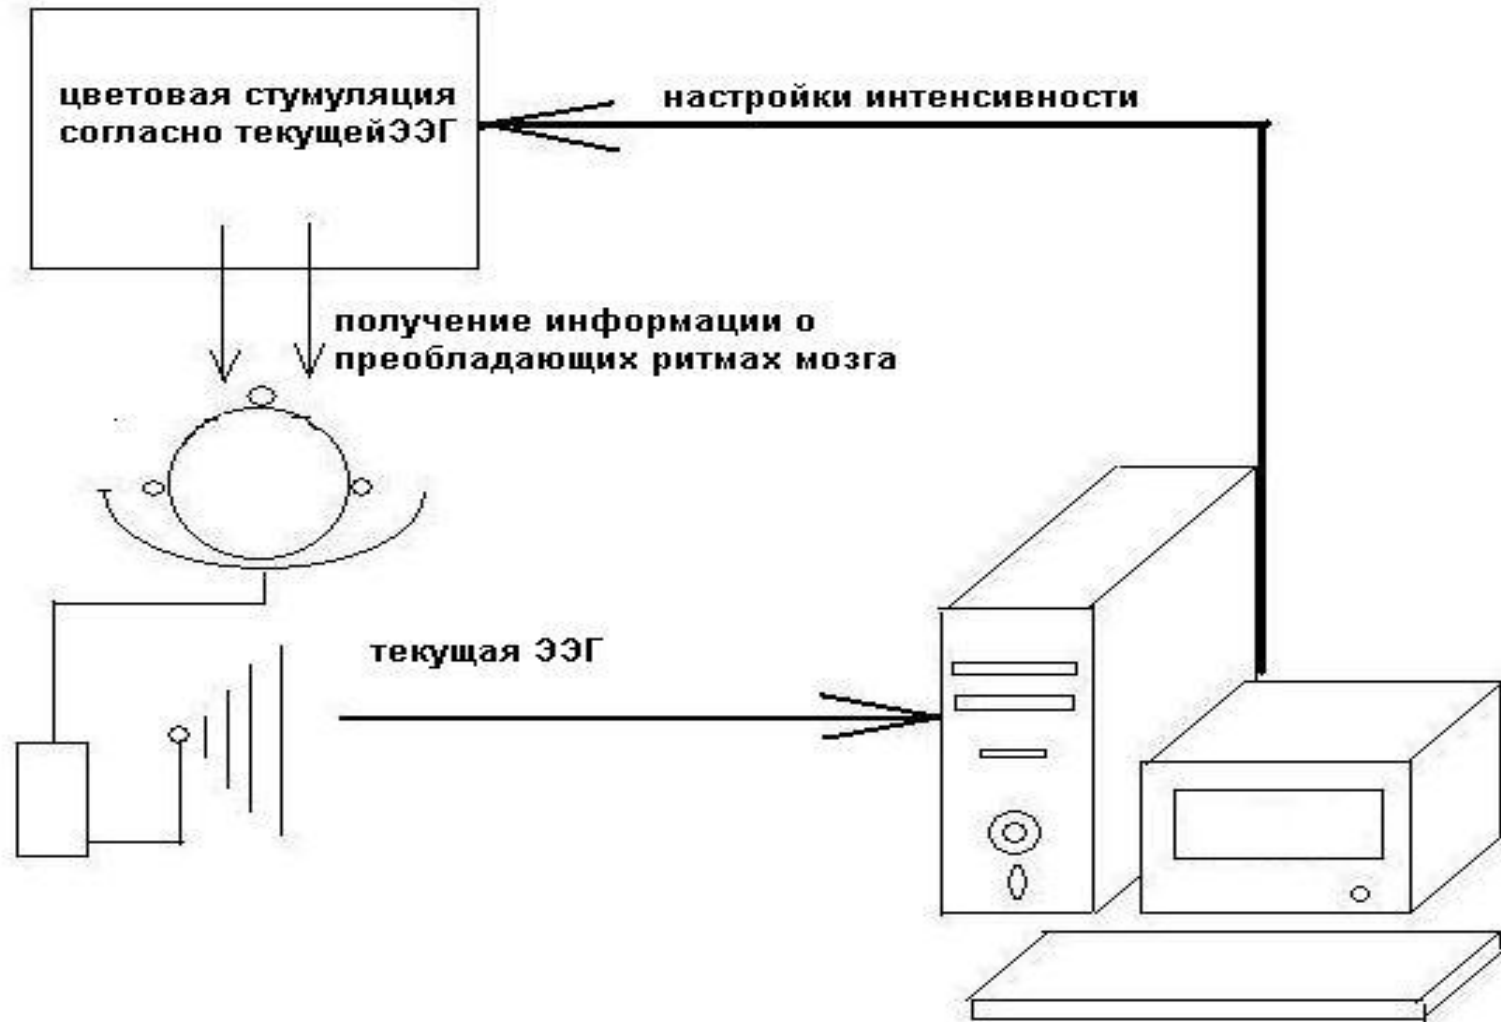 цветовая стумуляция
согласно текущейЭЭГ
настройки интенсивности
получение информации о
преобладающих ритмах мозга
текущая ЭЭГ